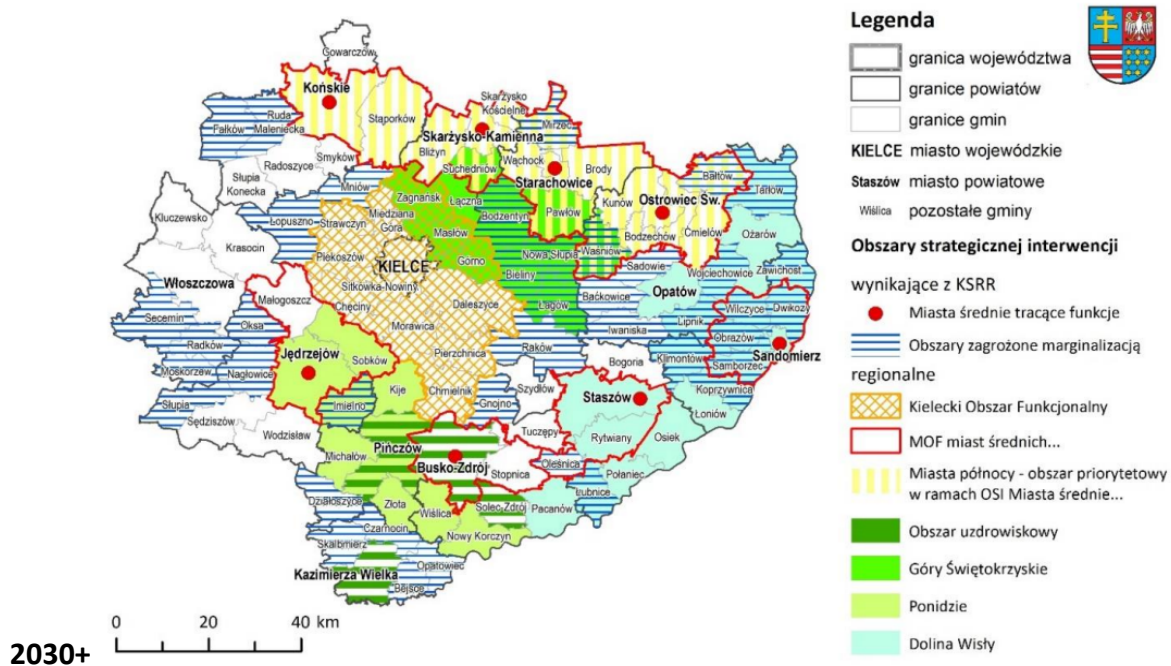 Gowarczów
Końskie
Stąporków
Skarżysko
Kościelne
Skarżysko-Kamienna
Mirzec
Ruda
Maleniecka
Fałków
Radoszyce
Smyków
Bliżyn
Suchedniów
Wąchock
Starachowice
Brody
Bałtów
Tarłów
Słupia
Konecka
Mniów
Zagnańsk
Łączna
Pawłów
Kunów
Ostrowiec Św.
Kluczewsko
Łopuszno
Strawczyn
Miedziana
Góra
Masłów
Bodzentyn
Waśniów
Bodzechów
Ćmielów
Ożarów
Krasocin
Piekoszów
KIELCE
Górno
Nowa Słupia
Bieliny
Sadowie
Wojciechowice
Zawichost
Włoszczowa
Małogoszcz
Sitkówka-Nowiny
Chęciny
Daleszyce
Łagów
Baćkowice
Opatów
Secemin
Oksa
Morawica
Iwaniska
Lipnik
Wilczyce
Dwikozy
Radków
Jędrzejów
Sobków
Pierzchnica
Raków
Bogoria
Klimontów
Obrazów
Sandomierz
Samborzec
Moskorzew
Nagłowice
Kije
Chmielnik
Szydłów
Staszów
Koprzywnica
Słupia
Imielno
Gnojno
Łoniów
Sędziszów
Wodzisław
Pińczów
Tuczępy
Rytwiany
Osiek
Michałów
Busko-Zdrój
Stopnica
Oleśnica
Połaniec
Działoszyce
Złota
Wiślica
Solec Zdrój
Pacanów
Łubnice
Czarnocin
Skalbmierz
Nowy Korczyn
Opatowiec
Kazimierza Wielka
Bejsce
0 20 40 km
2030+
Legenda
granica województwa
granice powiatów
granice gmin
KIELCE miasto wojewódzkie
Staszów miasto powiatowe
Wiślica pozostałe gminy
Obszary strategicznej interwencji
wynikające z KSRR
Miasta średnie tracące funkcje
Obszary zagrożone marginalizacją
regionalne
Kielecki Obszar Funkcjonalny
MOF miast średnich...
Miasta północy - obszar priorytetowy
w ramach OSI Miasta średnie...
Obszar uzdrowiskowy
Góry Świętokrzyskie
Ponidzie
Dolina Wisły